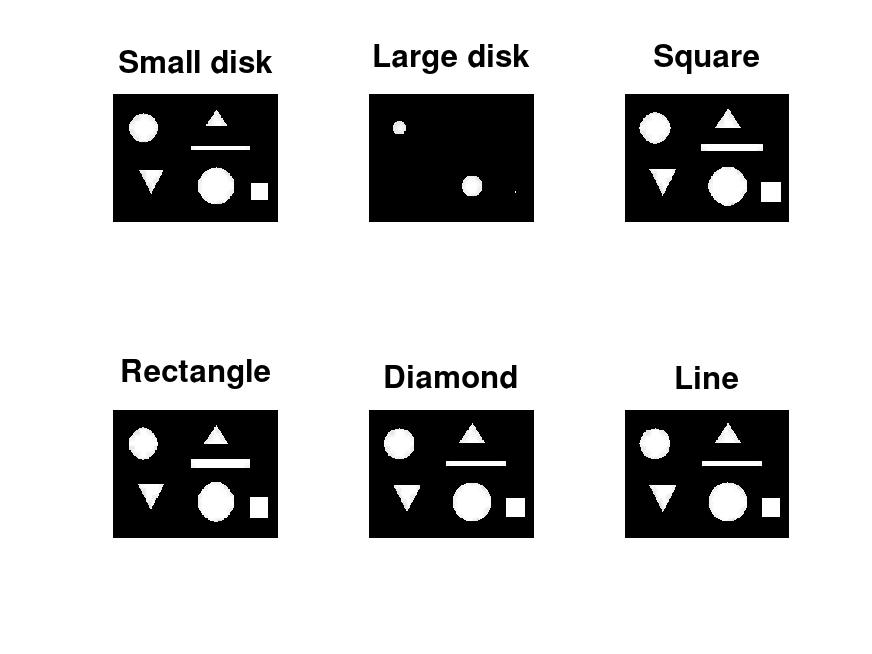 Small disk
Large disk
Square
Rectangle
Diamond
Line